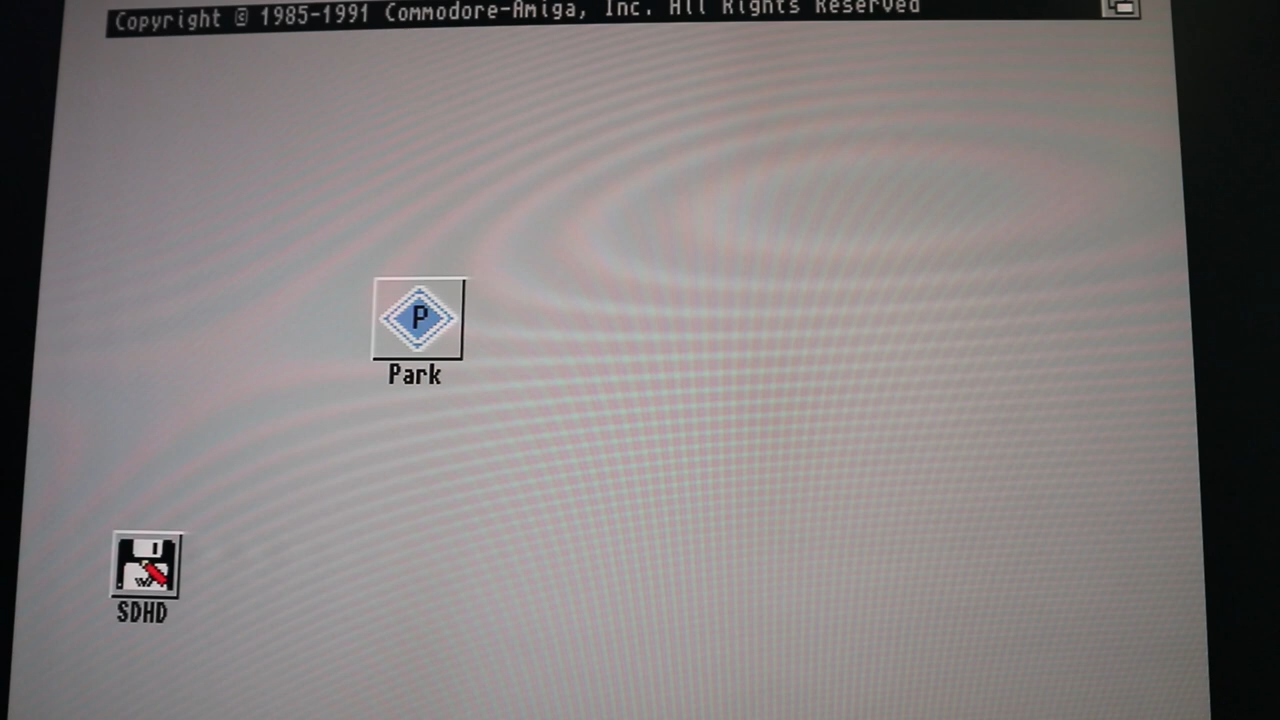 Copyright © 1985-1991 Commodore-Amiga, Inc. All Rights Reserved
P
Park
SDHD